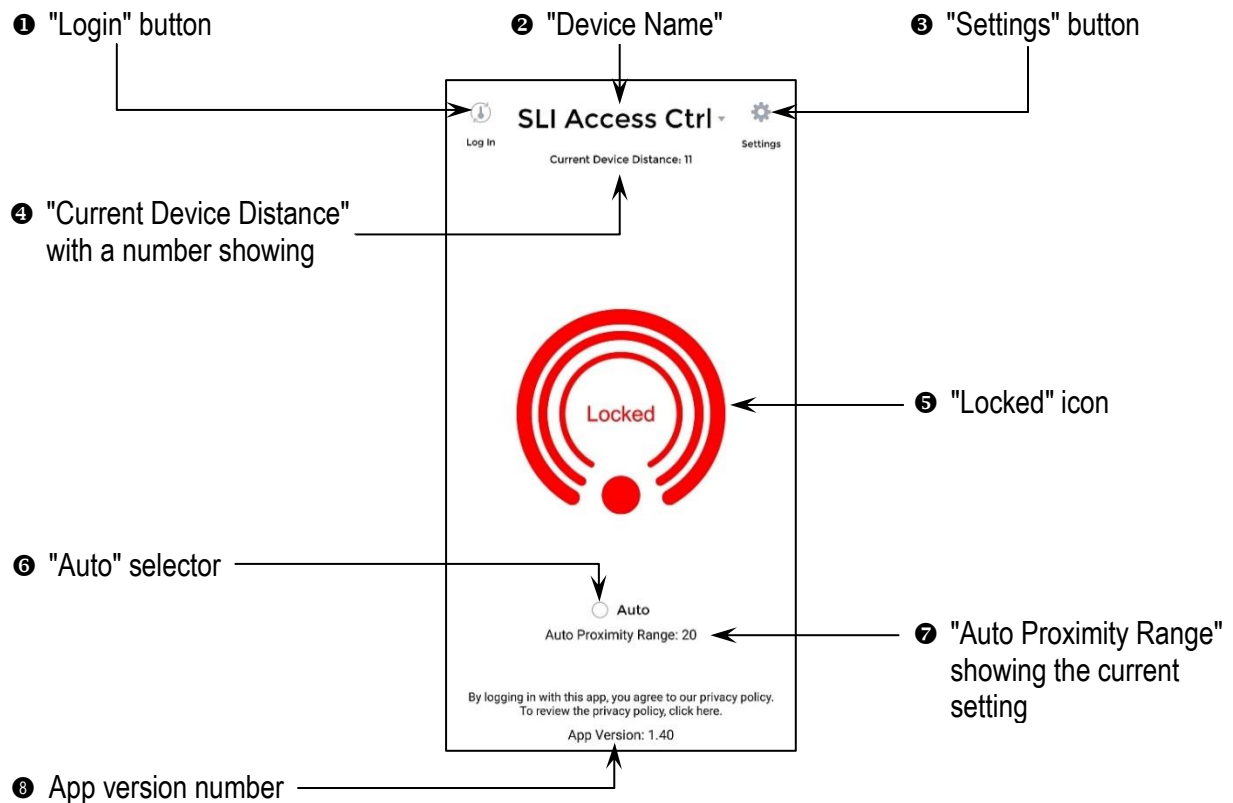 ❶ "Login" button
❷ "Device Name"
❸ "Settings" button
SLI Access Ctrl
Log In
Settings
Current Device Distance: 11
❹ "Current Device Distance"
with a number showing
Locked
❺ "Locked" icon
❻ "Auto" selector
Auto
Auto Proximity Range: 20
❼ "Auto Proximity Range"
showing the current
setting
By logging in with this app, you agree to our privacy policy.
To review the privacy policy, click here.
App Version: 1.40
❽ App version number